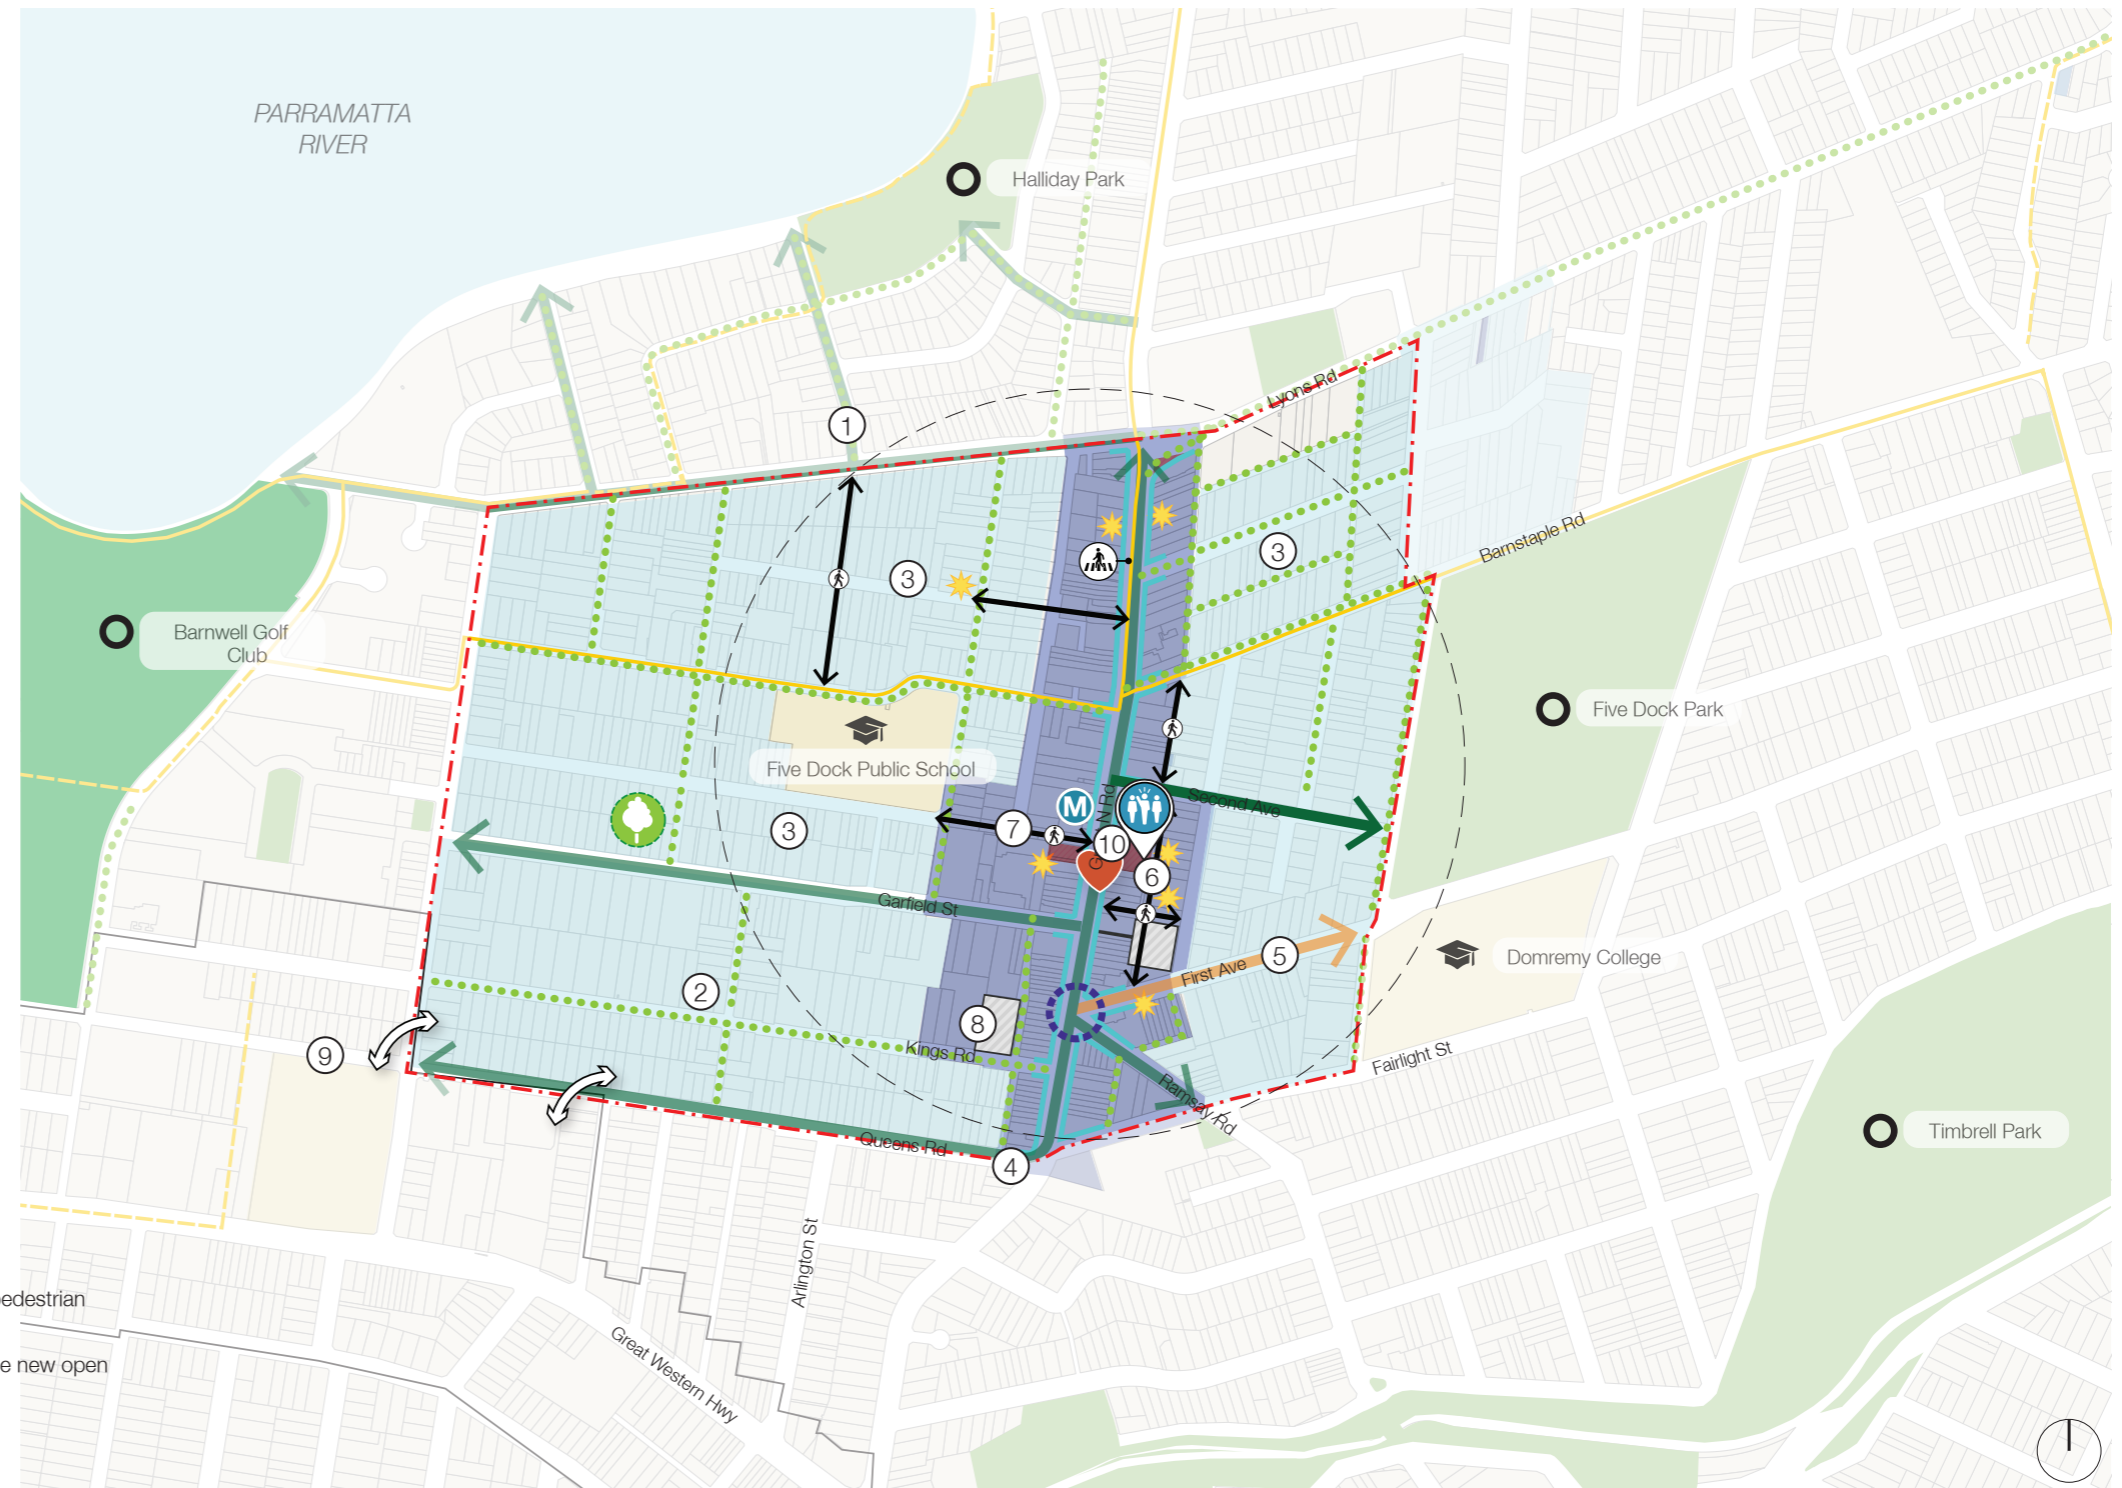 PARRAMATTA
RIVER
Halliday Park
Lyons Rd
1
Barnstaple Rd
3
3
Barnwell Golf
Club
Five Dock Park
Five Dock Public School
M
N Rd
Second Ave
7
10
3
6
Garfield St
5
First Ave
Domremy College
2
8
Kings Rd
9
Fairlight St
Ramsay Rd
Queens Rd
4
Timbrell Park
Arlington St
edestrian
Great Western Hwy
e new open